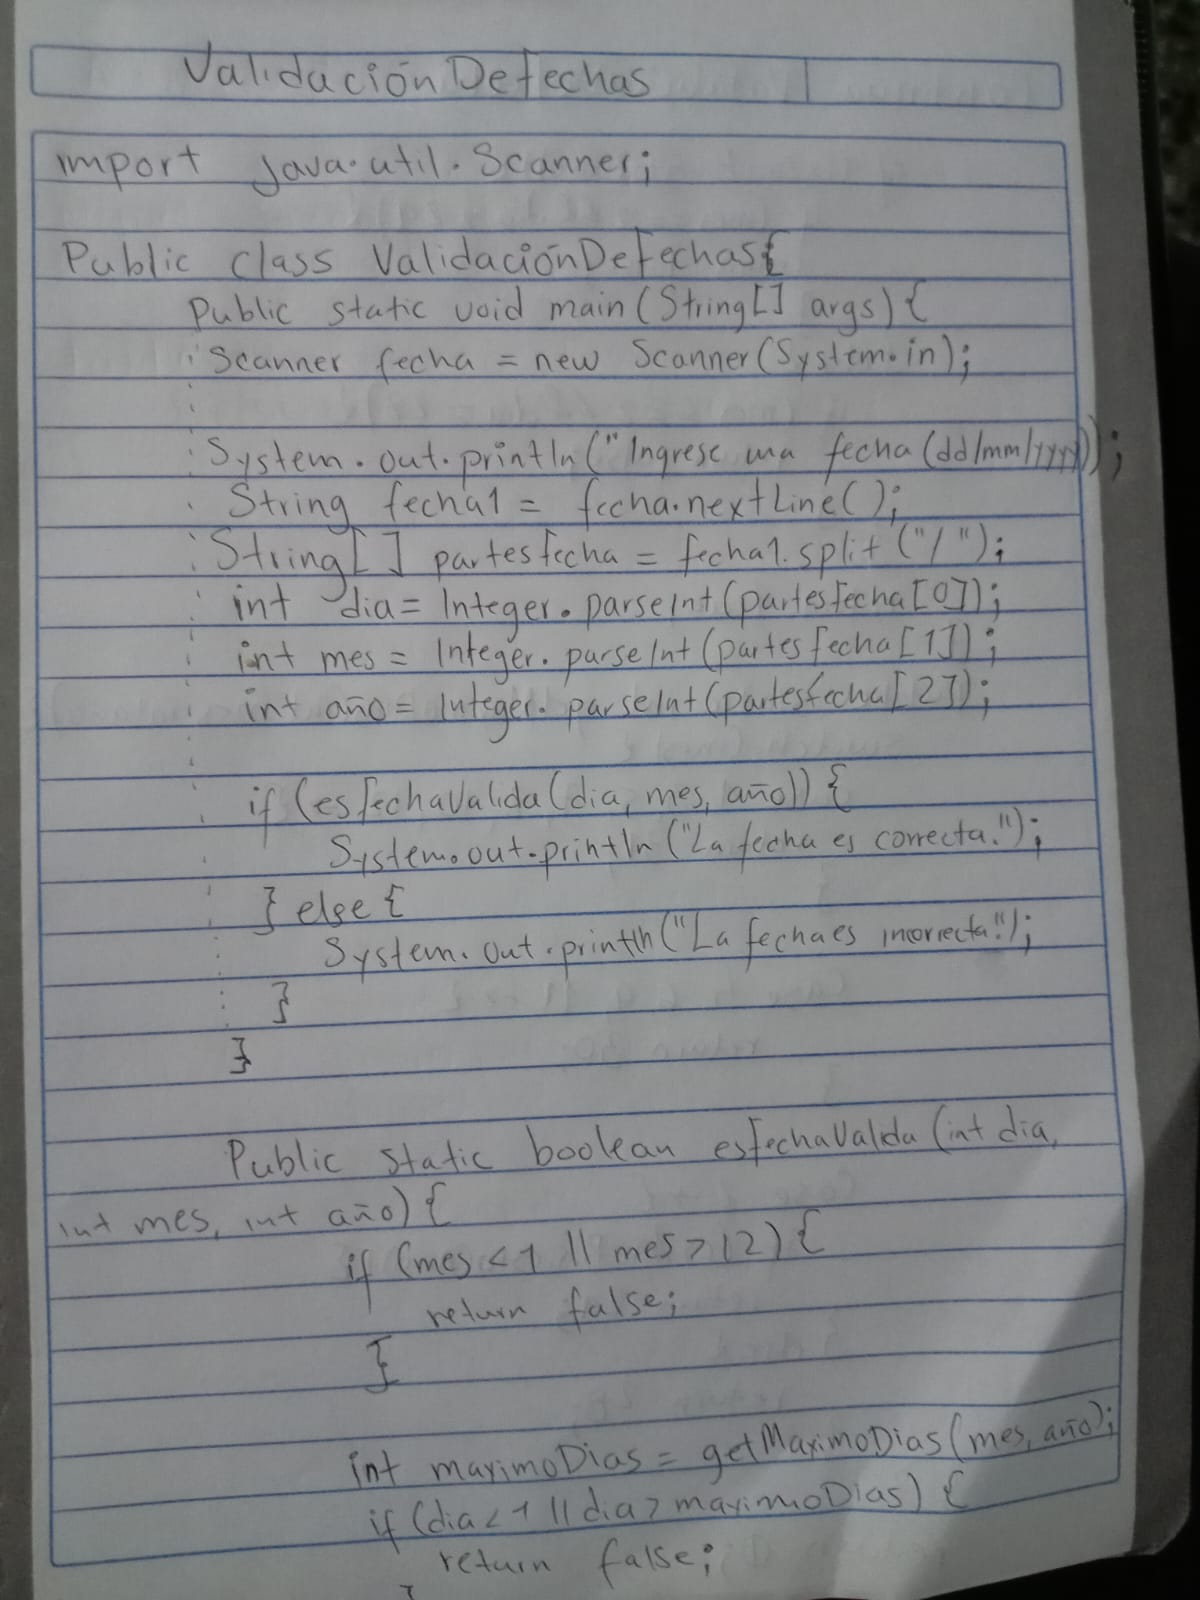 ValidaciónDeFechas
import java.util.Scanner;
Public class ValidaciónDeFechas{
Public static void main (String[] args) {
Scanner fecha = new Scanner(System.in);
System.out.println("Ingrese una fecha (dd/mm/yyyy));
String fecha1 = fecha.nextLine();
String[] partesfecha = fecha1.split("/");
int dia = Integer.parseInt(partesfecha[0]);
int mes = Integer.parseInt(partesfecha[1]);
int año = Integer.parseInt(partesfecha[2]);
if (esfechaValida(dia, mes, año)) {
System.out.println("La fecha es correcta.");
} else {
System.out.println("La fecha es incorrecta.");
}
}
Public static boolean esfechaValida (int dia,
int mes, int año) {
if (mes < 1 || mes > 12) {
return false;
}
int maximoDias = getMaximoDias(mes, año);
if (dia < 1 || dia > maximoDias) {
return false;
}